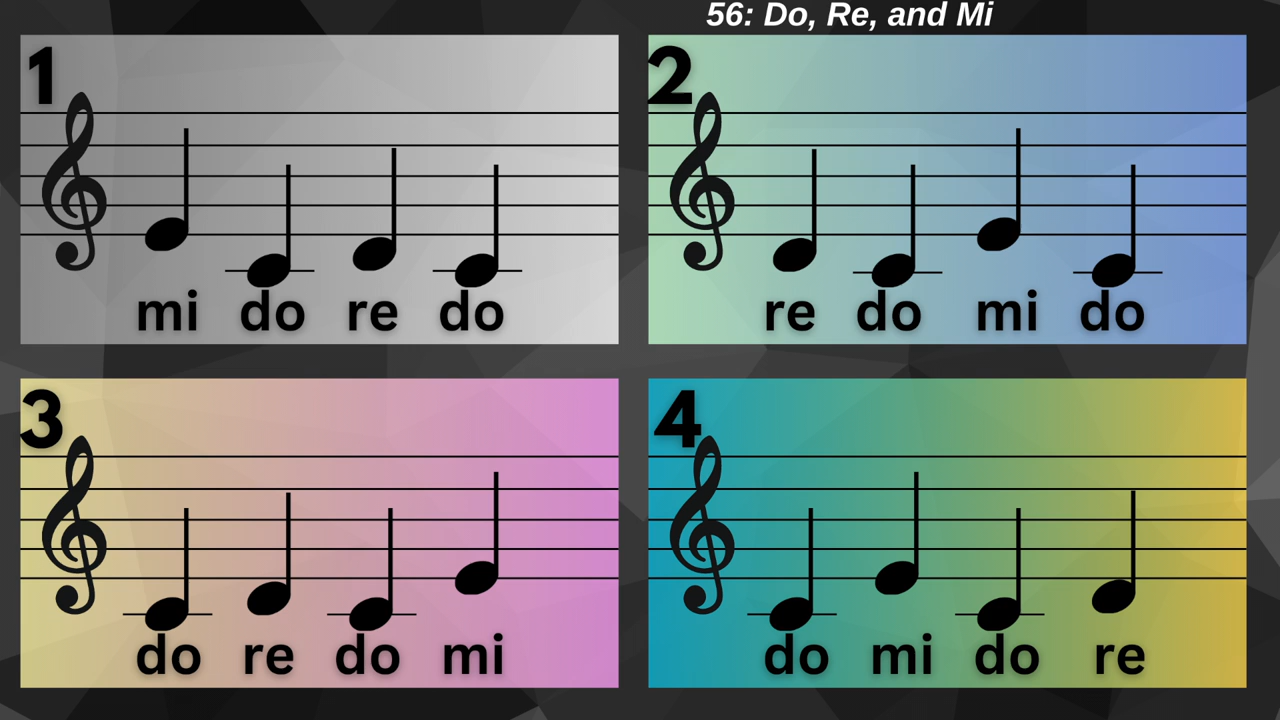 56: Do, Re, and Mi
1
mi do re do
2
re do mi do
3
do re do mi
4
do mi do re